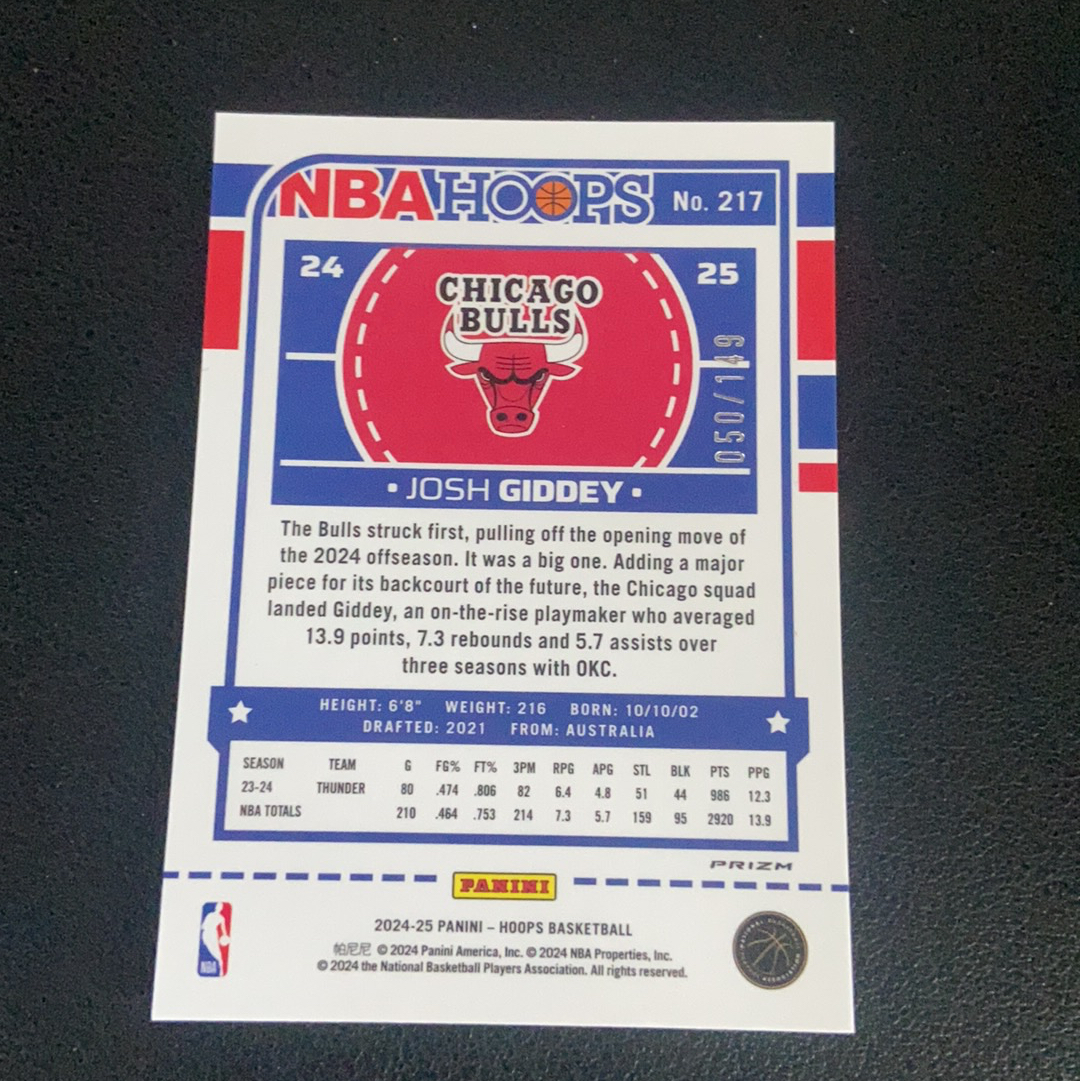 NBA HOOPS No. 217
24
25
CHICAGO
BULLS
050/149
• JOSH GIDDEY •
The Bulls struck first, pulling off the opening move of
the 2024 offseason. It was a big one. Adding a major
piece for its backcourt of the future, the Chicago squad
landed Giddey, an on-the-rise playmaker who averaged
13.9 points, 7.3 rebounds and 5.7 assists over
three seasons with OKC.
HEIGHT: 6'8" WEIGHT: 216 BORN: 10/10/02
DRAFTED: 2021 FROM: AUSTRALIA
SEASON TEAM G FG% FT% 3PM RPG APG STL BLK PTS PPG
23-24 THUNDER 80 .474 .806 82 6.4 4.8 51 44 986 12.3
NBA TOTALS 210 .464 .753 214 7.3 5.7 159 95 2920 13.9
PRIZM
PANINI
2024-25 PANINI – HOOPS BASKETBALL
帕尼尼 © 2024 Panini America, Inc. © 2024 NBA Properties, Inc.
© 2024 the National Basketball Players Association. All rights reserved.
NBA